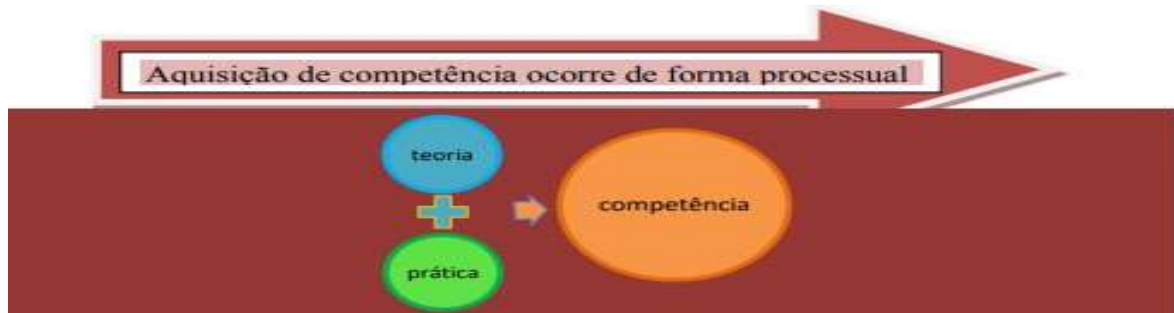 Aquisição de competência ocorre de forma processual
teoria
competência
prática